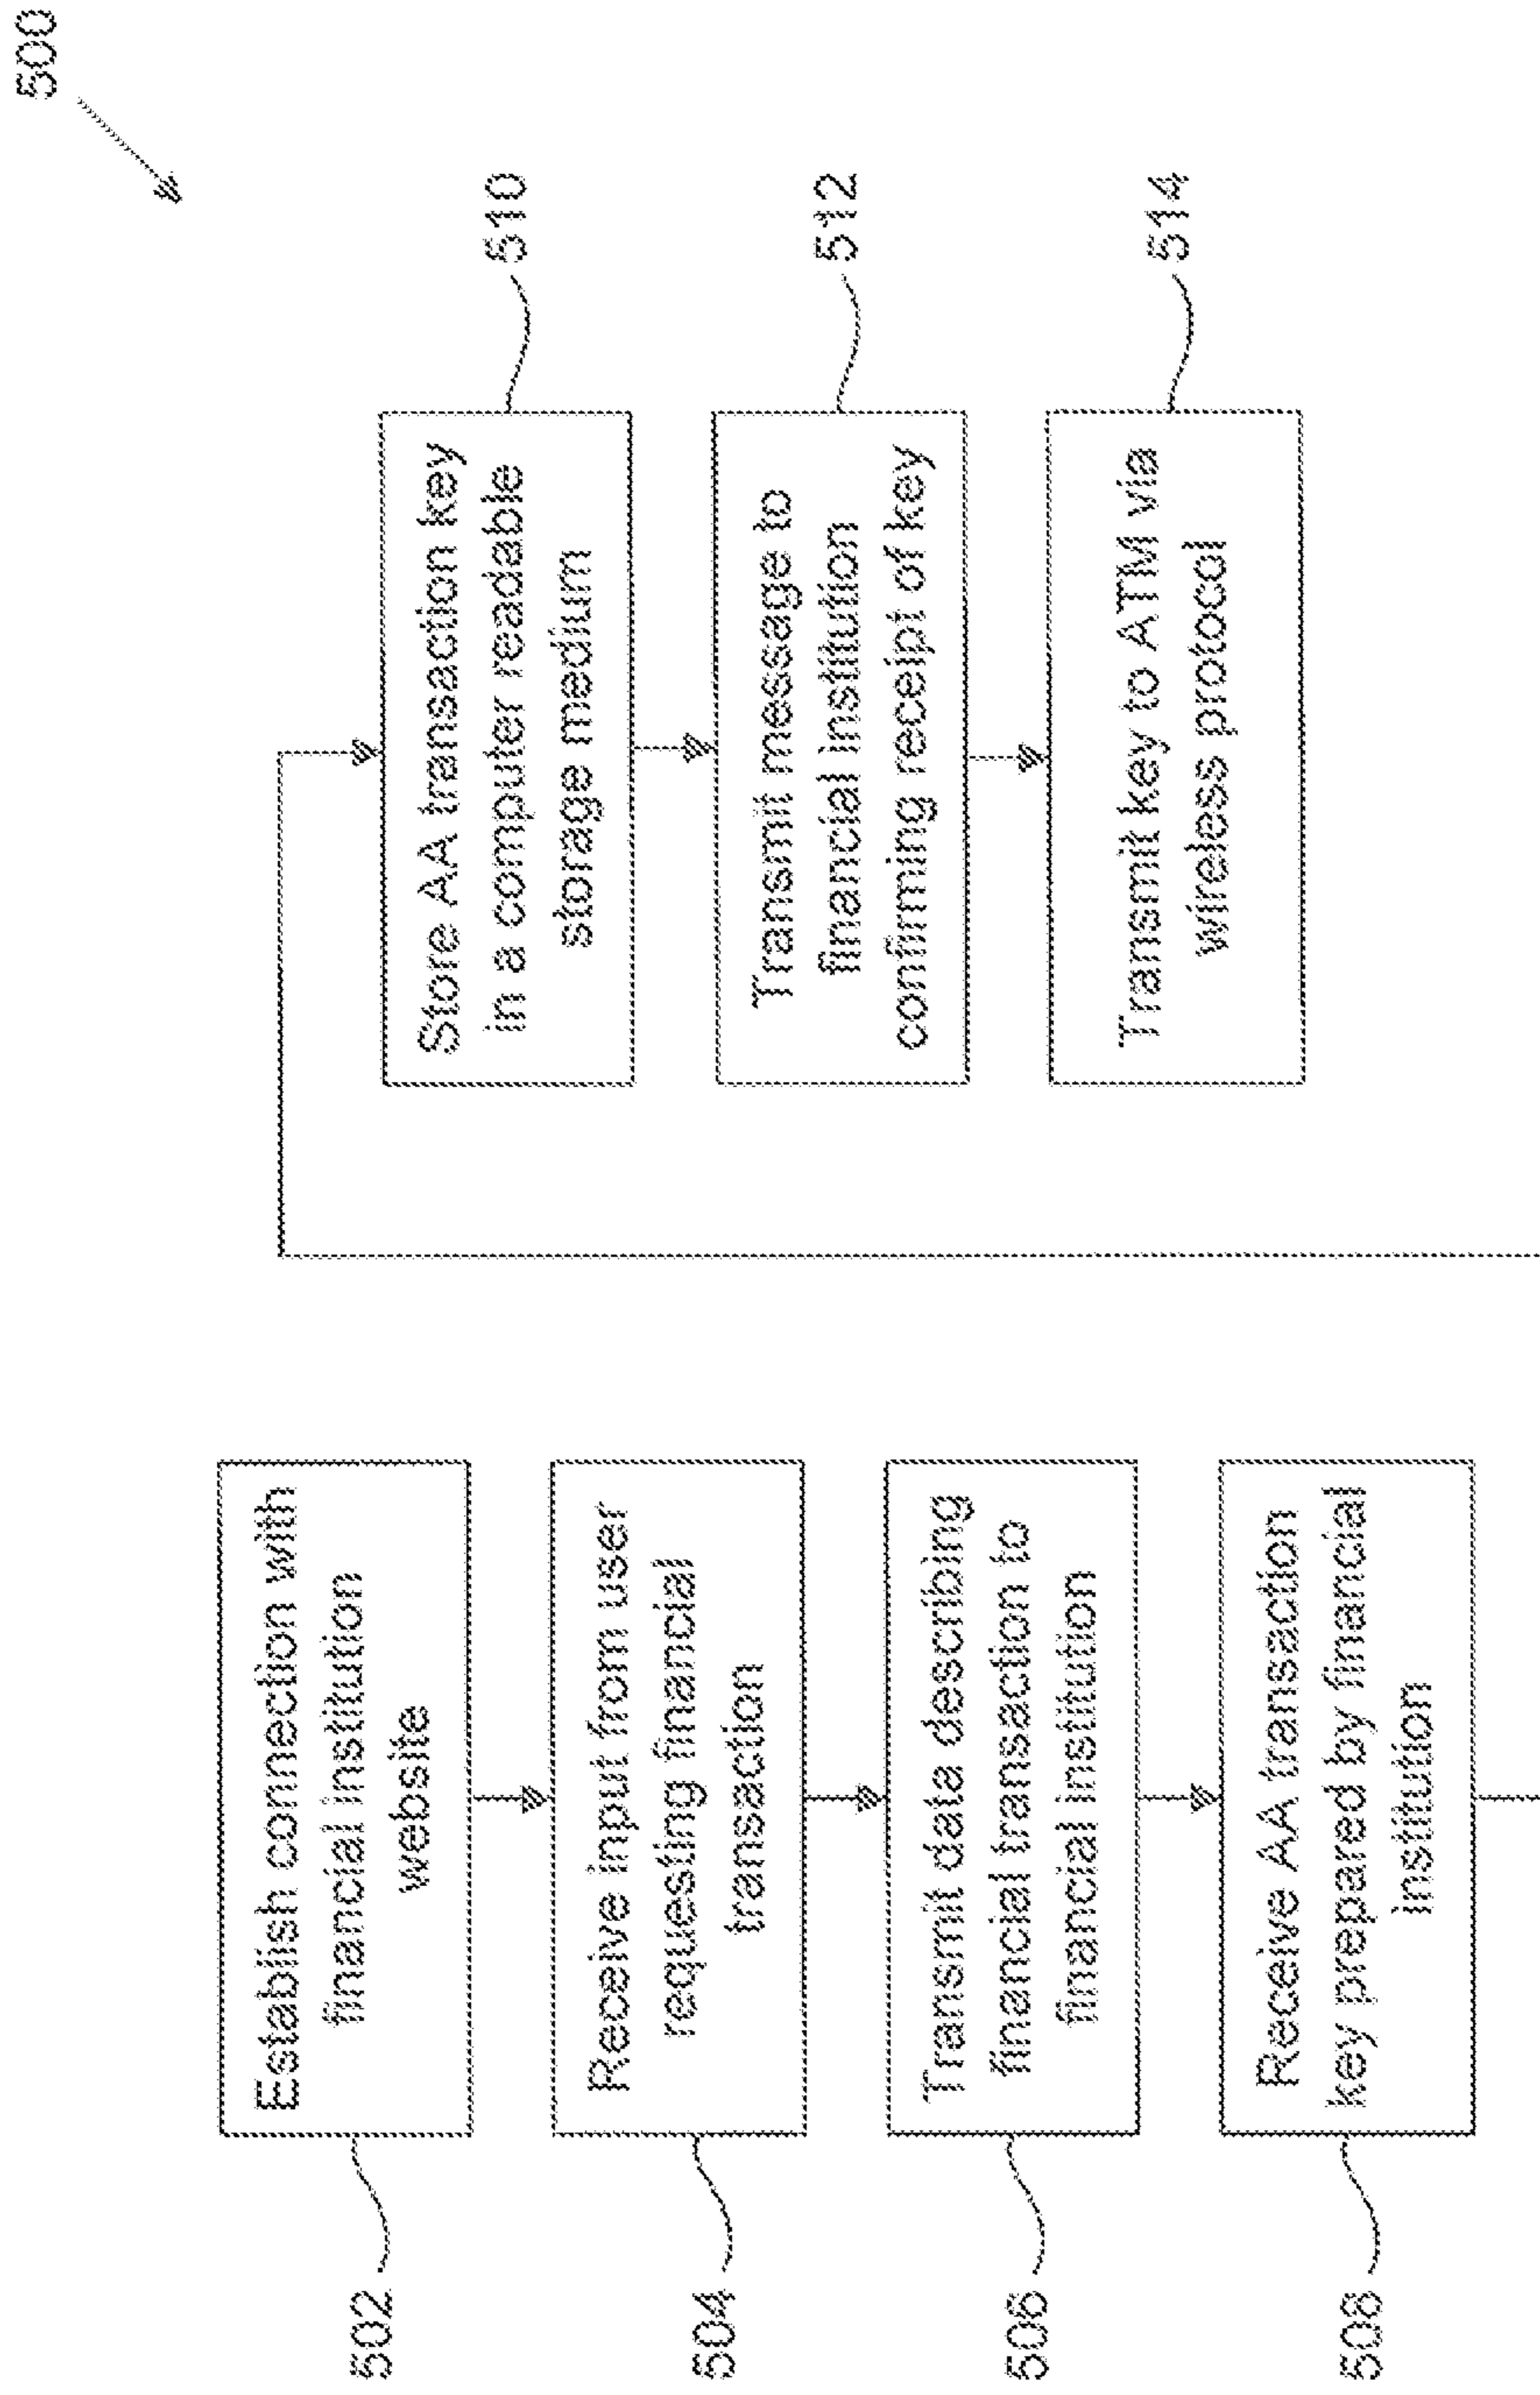 500
502
Establish connection with
financial institution
website
504
Receive input from user
requesting financial
transaction
506
Transmit data describing
financial transaction to
financial institution
508
Receive AA transaction
key prepared by financial
institution
Store AA transaction key
in a computer readable
storage medium
510
Transmit message to
financial institution
confirming receipt of key
512
Transmit key to ATM via
wireless protocol
514